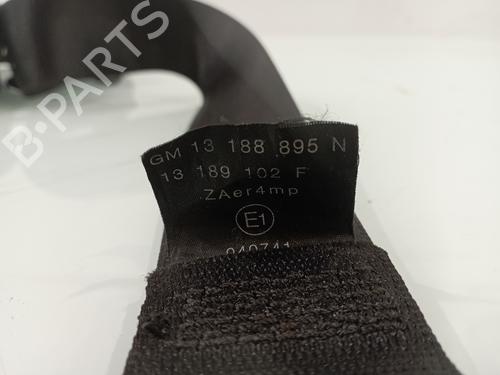 B-PARTS
GM 13 188 895 N
13 189 102 F
ZAer4mp
E1
040741